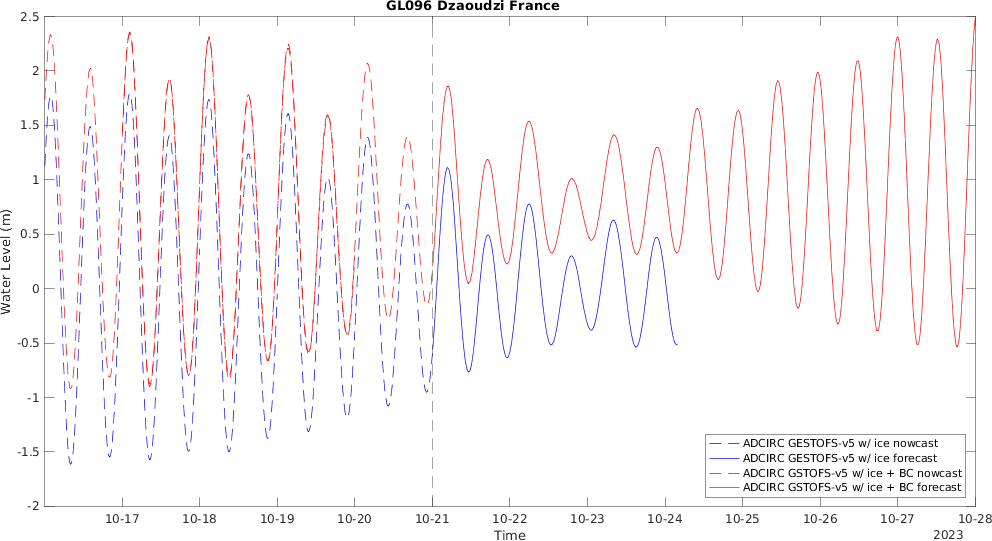 GL096 Dzaoudzi France
2.5
2
1.5
1
0.5
0
-0.5
-1
-1.5
-2
Water Level (m)
10-17 10-18 10-19 10-20 10-21 10-22 10-23 10-24 10-25 10-26 10-27 10-28
Time
2023
ADCIRC GESTOFS-v5 w/ ice nowcast
ADCIRC GESTOFS-v5 w/ ice forecast
ADCIRC GSTOFS-v5 w/ ice + BC nowcast
ADCIRC GSTOFS-v5 w/ ice + BC forecast